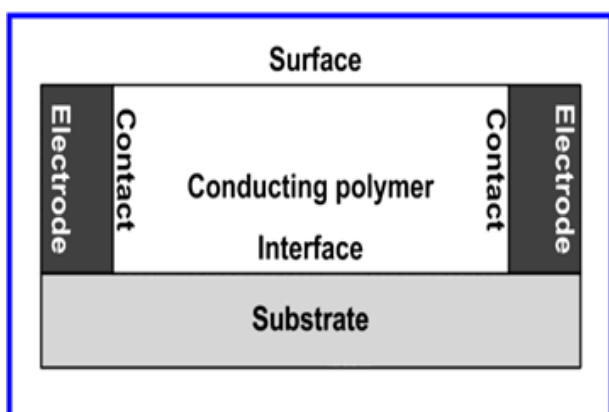 Surface
Electrode
Contact
Conducting polymer
Contact
Electrode
Interface
Substrate